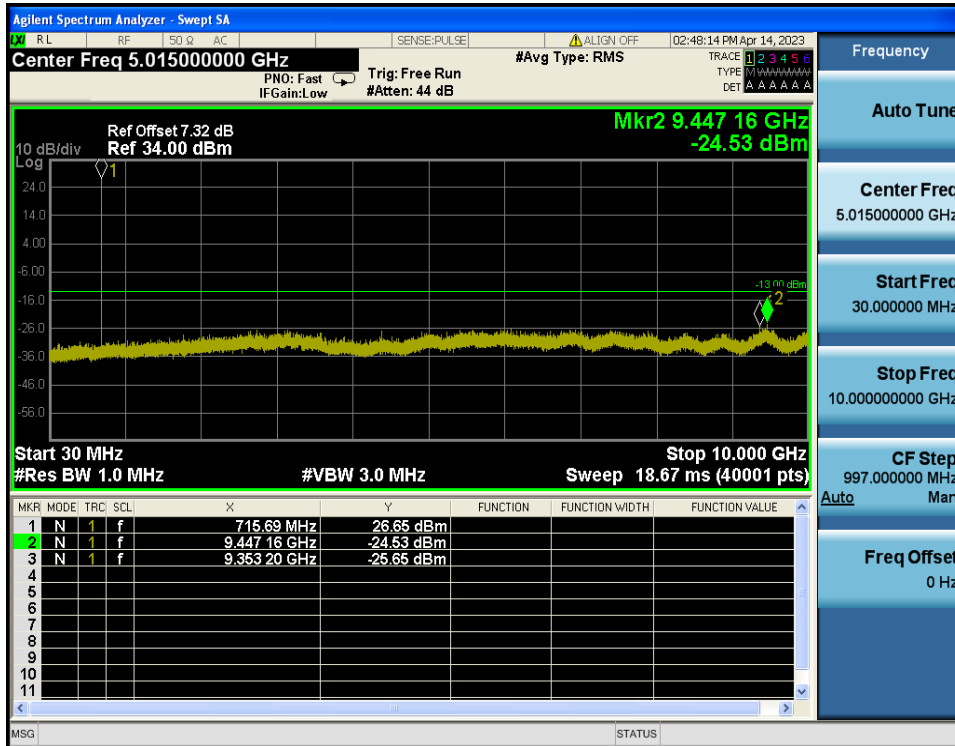 Agilent Spectrum Analyzer - Swept SA
LXI RL RF 50 Ω AC SENSE:PULSE ALIGN OFF 02:48:14 PM Apr 14, 2023
Center Freq 5.015000000 GHz
PNO: Fast
IFGain:Low
Trig: Free Run
#Atten: 44 dB
#Avg Type: RMS
TRACE 1 2 3 4 5 6
TYPE M WWWWW
DET A A A A A A
Mkr2 9.447 16 GHz
-24.53 dBm
Ref Offset 7.32 dB
10 dB/div Ref 34.00 dBm
Log
1
24.0
14.0
4.00
-6.00
-13.00 dBm
-16.0
2
-26.0
-36.0
-46.0
-56.0
Start 30 MHz Stop 10.000 GHz
#Res BW 1.0 MHz #VBW 3.0 MHz Sweep 18.67 ms (40001 pts)
MKR MODE TRC SCL X Y FUNCTION FUNCTION WIDTH FUNCTION VALUE
1 N 1 f 715.69 MHz 26.65 dBm
2 N 1 f 9.447 16 GHz -24.53 dBm
3 N 1 f 9.353 20 GHz -25.65 dBm
4
5
6
7
8
9
10
11
MSG STATUS
Frequency
Auto Tune
Center Freq
5.015000000 GHz
Start Freq
30.000000 MHz
Stop Freq
10.000000000 GHz
CF Step
997.000000 MHz
Auto Man
Freq Offset
0 Hz